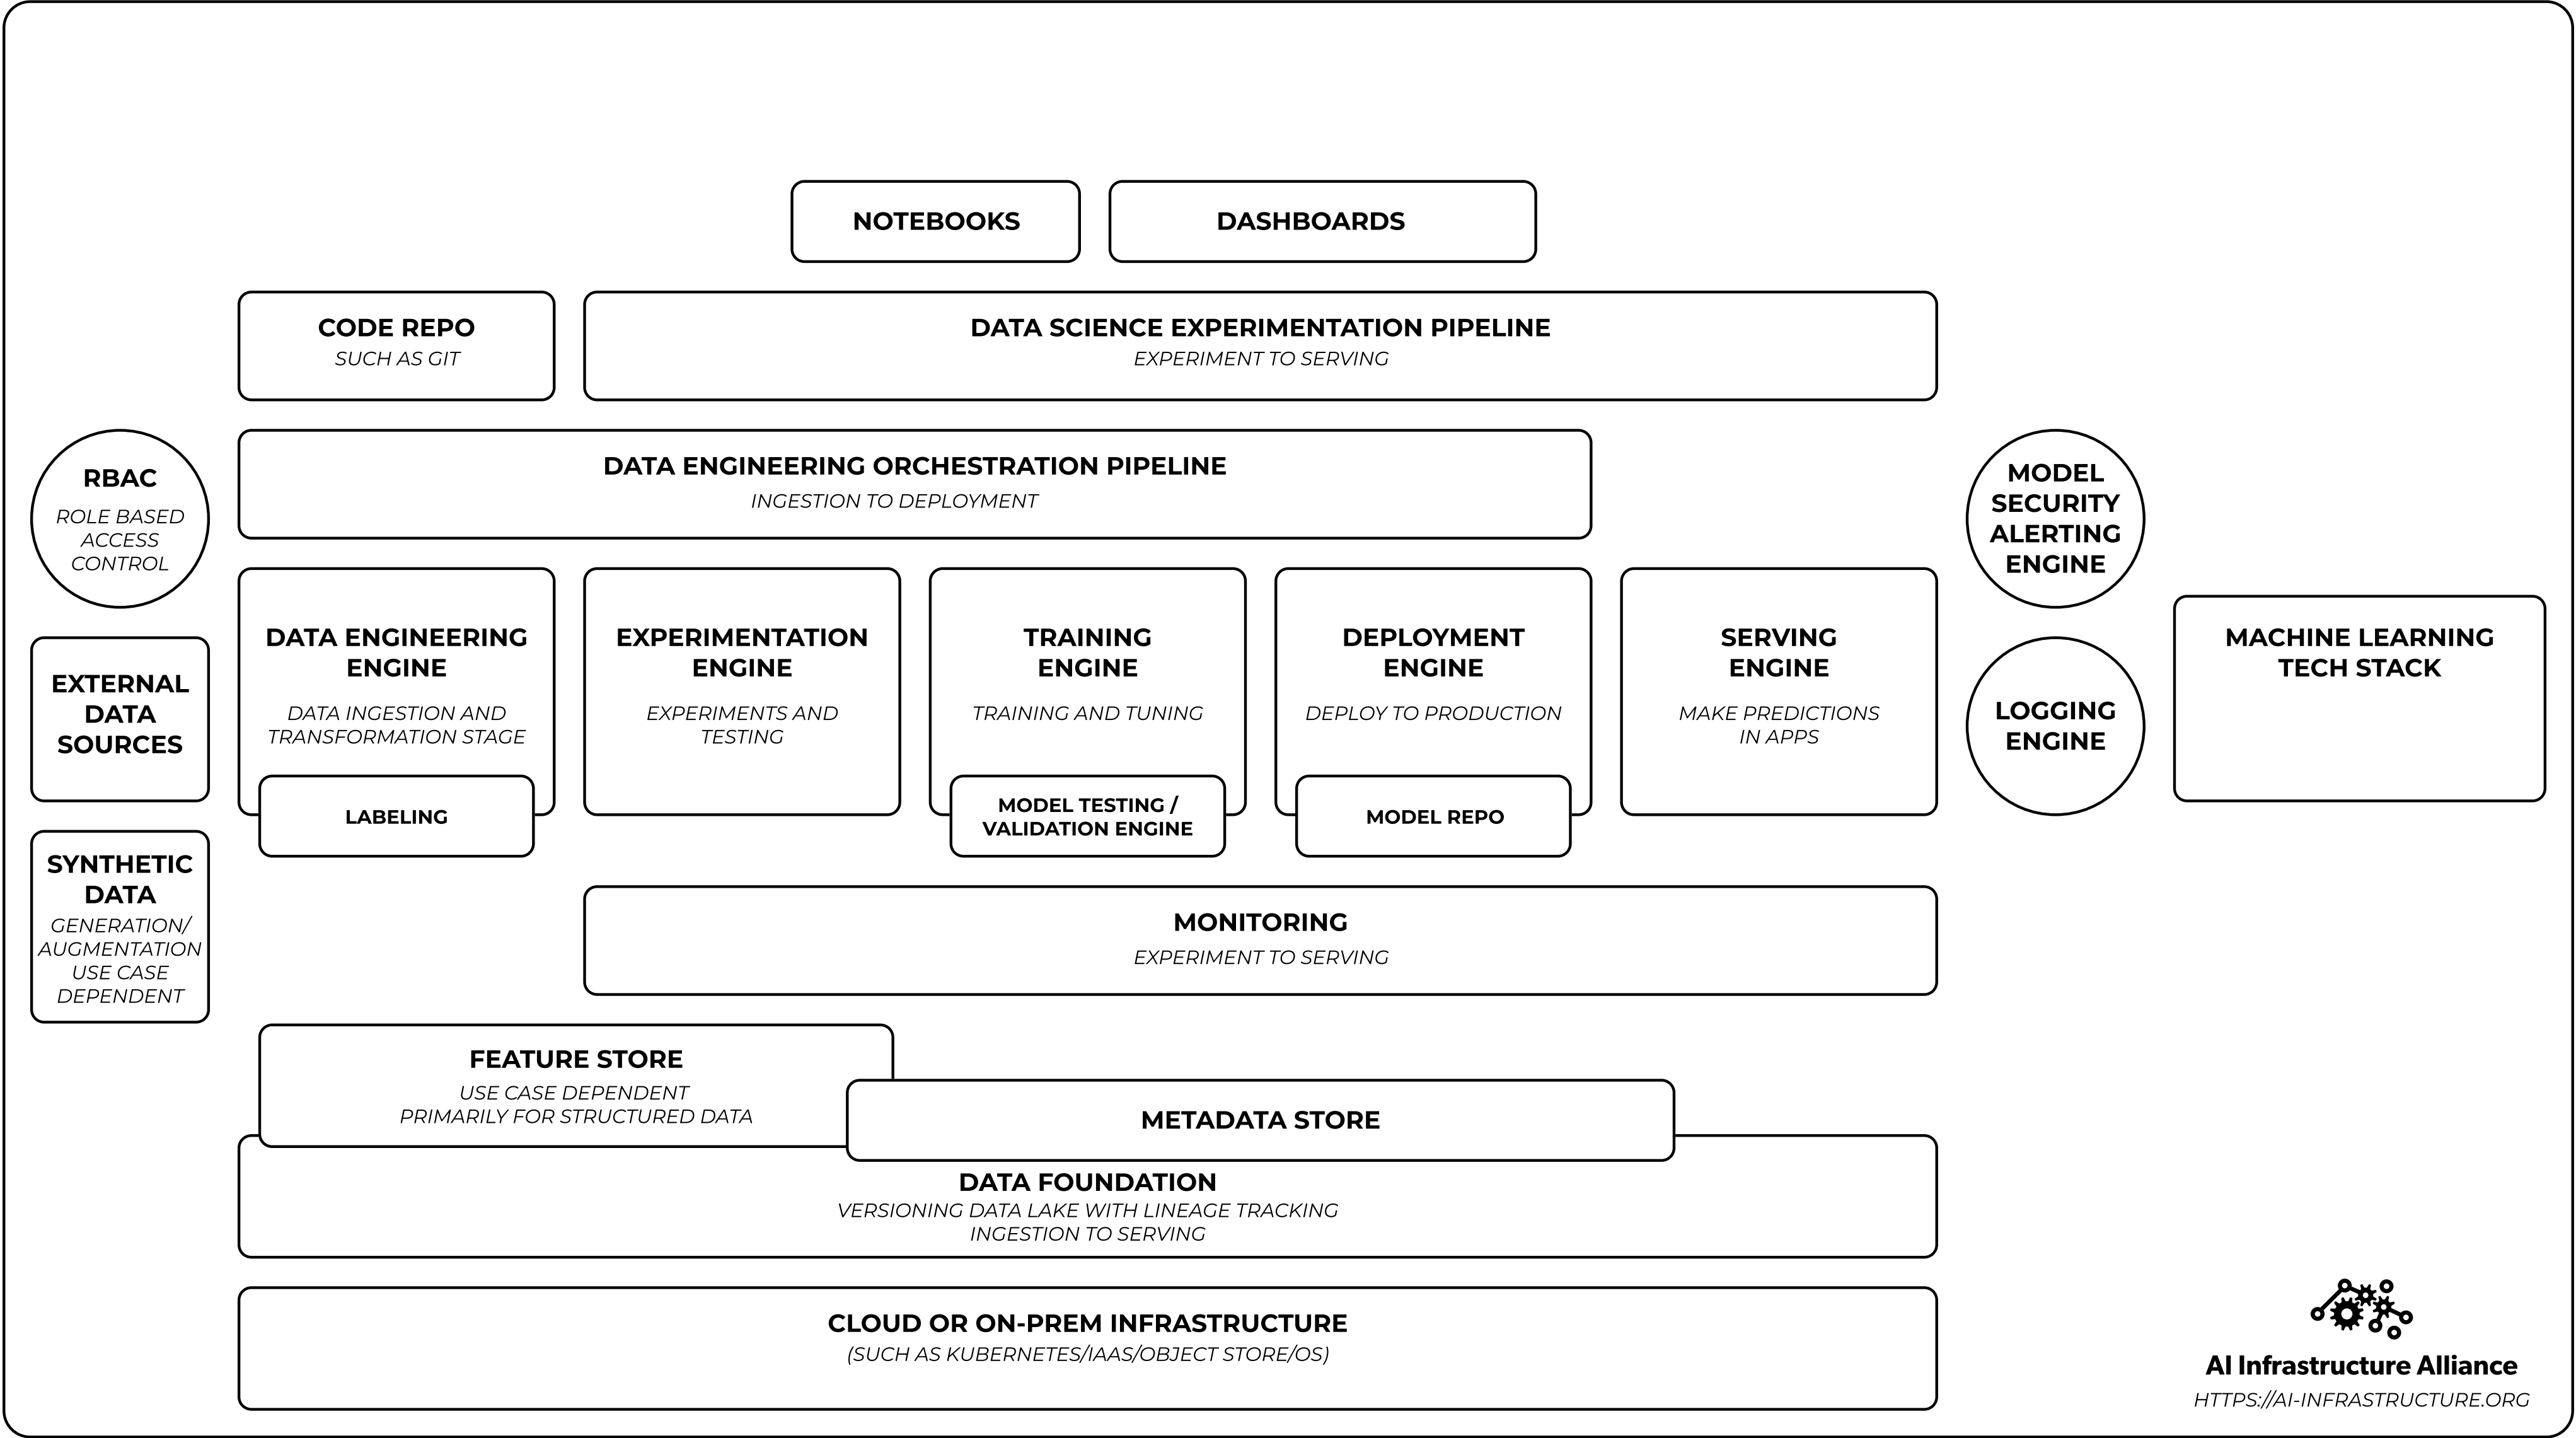 NOTEBOOKS
DASHBOARDS
CODE REPO
SUCH AS GIT
DATA SCIENCE EXPERIMENTATION PIPELINE
EXPERIMENT TO SERVING
RBAC
ROLE BASED
ACCESS
CONTROL
DATA ENGINEERING ORCHESTRATION PIPELINE
INGESTION TO DEPLOYMENT
MODEL
SECURITY
ALERTING
ENGINE
EXTERNAL
DATA
SOURCES
DATA ENGINEERING
ENGINE
DATA INGESTION AND
TRANSFORMATION STAGE
LABELING
EXPERIMENTATION
ENGINE
EXPERIMENTS AND
TESTING
TRAINING
ENGINE
TRAINING AND TUNING
MODEL TESTING /
VALIDATION ENGINE
DEPLOYMENT
ENGINE
DEPLOY TO PRODUCTION
MODEL REPO
SERVING
ENGINE
MAKE PREDICTIONS
IN APPS
LOGGING
ENGINE
MACHINE LEARNING
TECH STACK
SYNTHETIC
DATA
GENERATION/
AUGMENTATION
USE CASE
DEPENDENT
MONITORING
EXPERIMENT TO SERVING
FEATURE STORE
USE CASE DEPENDENT
PRIMARILY FOR STRUCTURED DATA
METADATA STORE
DATA FOUNDATION
VERSIONING DATA LAKE WITH LINEAGE TRACKING
INGESTION TO SERVING
CLOUD OR ON-PREM INFRASTRUCTURE
(SUCH AS KUBERNETES/IAAS/OBJECT STORE/OS)
AI Infrastructure Alliance
HTTPS://AI-INFRASTRUCTURE.ORG